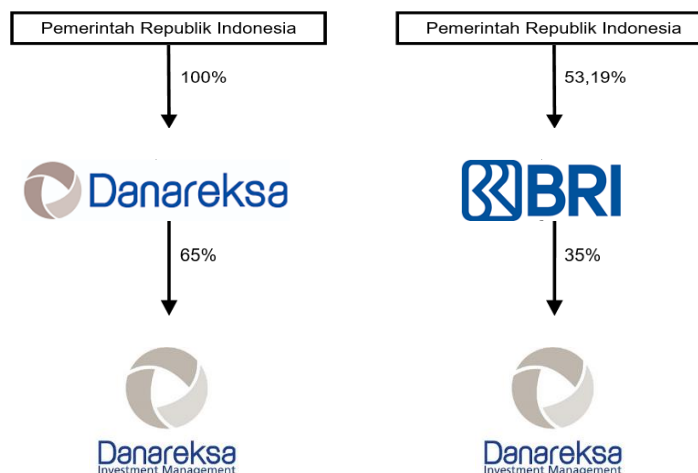 Pemerintah Republik Indonesia
100%
Danareksa
65%
Danareksa
Investment Management
Pemerintah Republik Indonesia
53,19%
BRI
35%
Danareksa
Investment Management